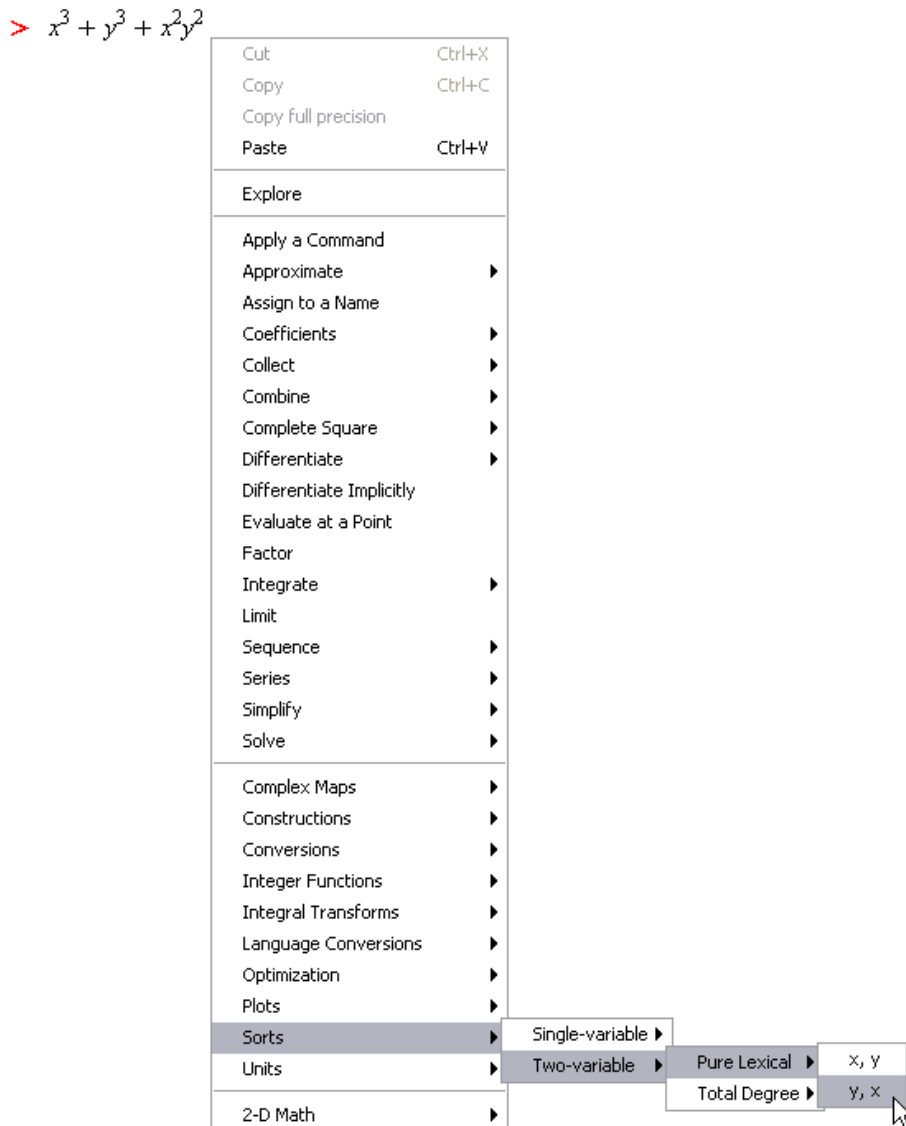 > x³ + y³ + x²y²
Cut Ctrl+X
Copy Ctrl+C
Copy full precision
Paste Ctrl+V
Explore
Apply a Command
Approximate
Assign to a Name
Coefficients
Collect
Combine
Complete Square
Differentiate
Differentiate Implicitly
Evaluate at a Point
Factor
Integrate
Limit
Sequence
Series
Simplify
Solve
Complex Maps
Constructions
Conversions
Integer Functions
Integral Transforms
Language Conversions
Optimization
Plots
Sorts
Units
2-D Math
Single-variable
Two-variable
Pure Lexical
Total Degree
x, y
y, x